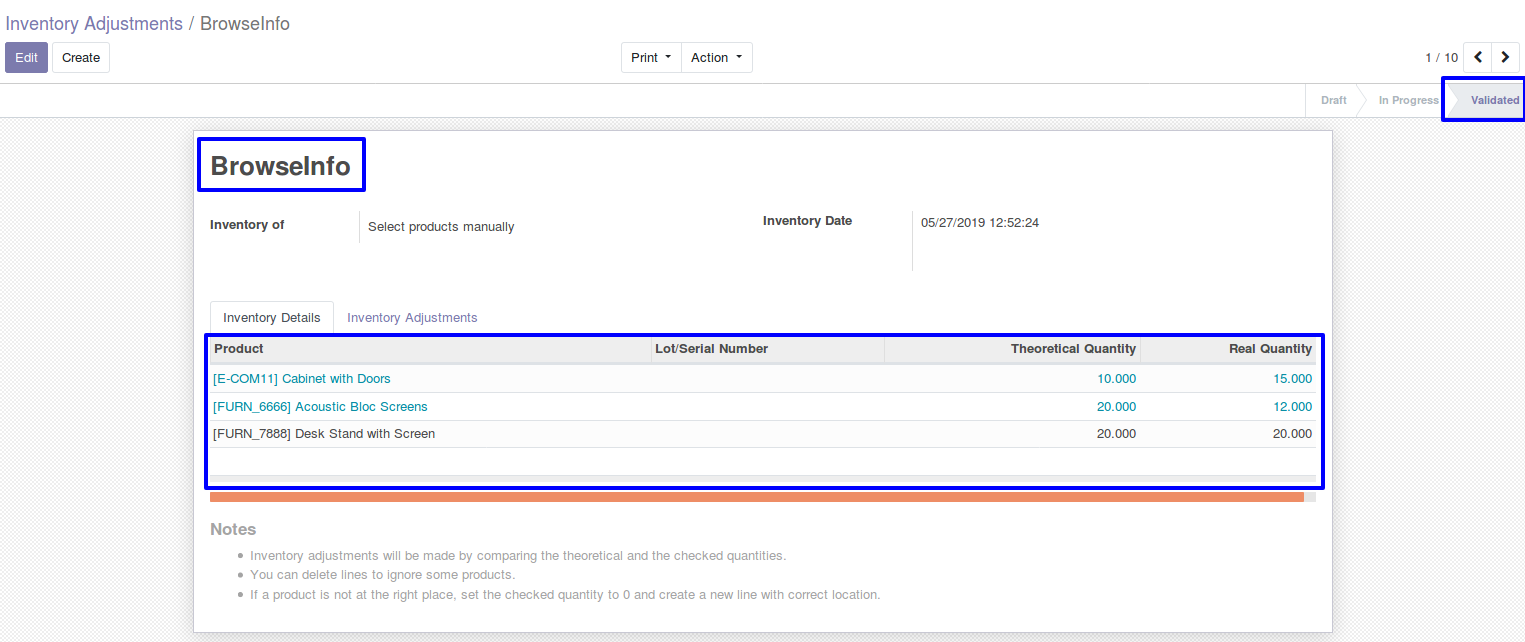 Inventory Adjustments / BrowseInfo
Edit Create Print Action 1 / 10
Draft In Progress Validated
BrowseInfo
Inventory of Select products manually Inventory Date 05/27/2019 12:52:24
Inventory Details Inventory Adjustments
Product Lot/Serial Number Theoretical Quantity Real Quantity
[E-COM11] Cabinet with Doors 10.000 15.000
[FURN_6666] Acoustic Bloc Screens 20.000 12.000
[FURN_7888] Desk Stand with Screen 20.000 20.000
Notes
Inventory adjustments will be made by comparing the theoretical and the checked quantities.
You can delete lines to ignore some products.
If a product is not at the right place, set the checked quantity to 0 and create a new line with correct location.